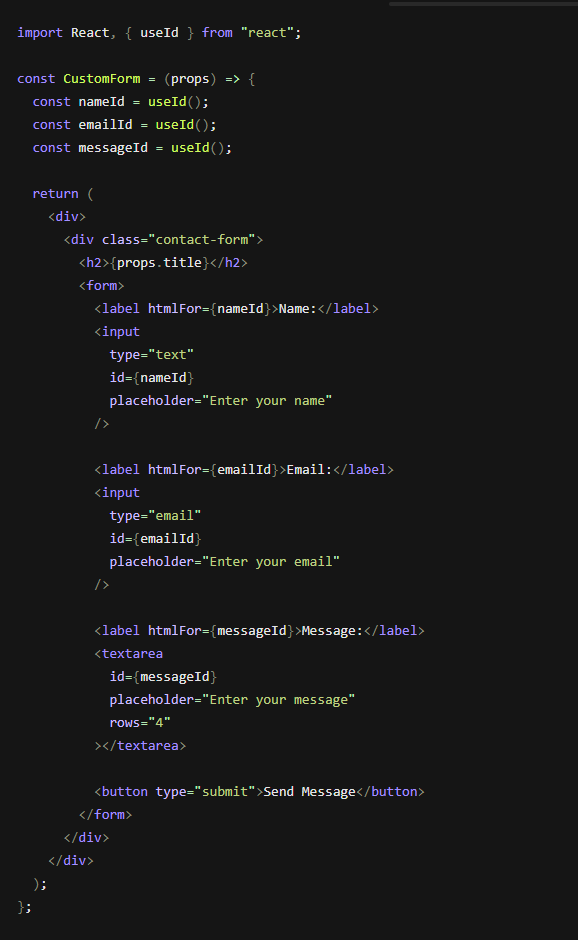 import React, { useId } from "react";

const CustomForm = (props) => {
  const nameId = useId();
  const emailId = useId();
  const messageId = useId();

  return (
    <div>
      <div class="contact-form">
        <h2>{props.title}</h2>
        <form>
          <label htmlFor={nameId}>Name:</label>
          <input
            type="text"
            id={nameId}
            placeholder="Enter your name"
          />

          <label htmlFor={emailId}>Email:</label>
          <input
            type="email"
            id={emailId}
            placeholder="Enter your email"
          />

          <label htmlFor={messageId}>Message:</label>
          <textarea
            id={messageId}
            placeholder="Enter your message"
            rows="4"
          ></textarea>

          <button type="submit">Send Message</button>
        </form>
      </div>
    </div>
  );
};